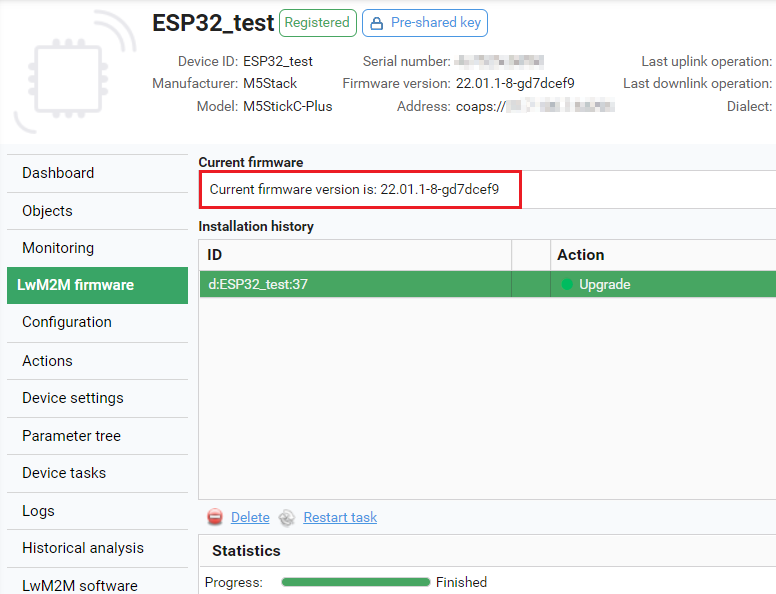 ESP32_test Registered Pre-shared key
Device ID: ESP32_test Serial number: Last uplink operation:
Manufacturer: M5Stack Firmware version: 22.01.1-8-gd7dcef9 Last downlink operation:
Model: M5StickC-Plus Address: coaps:// Dialect:
Dashboard
Objects
Monitoring
LwM2M firmware
Configuration
Actions
Device settings
Parameter tree
Device tasks
Logs
Historical analysis
LwM2M software
Current firmware
Current firmware version is: 22.01.1-8-gd7dcef9
Installation history
ID Action
d:ESP32_test:37 Upgrade
Delete Restart task
Statistics
Progress: Finished